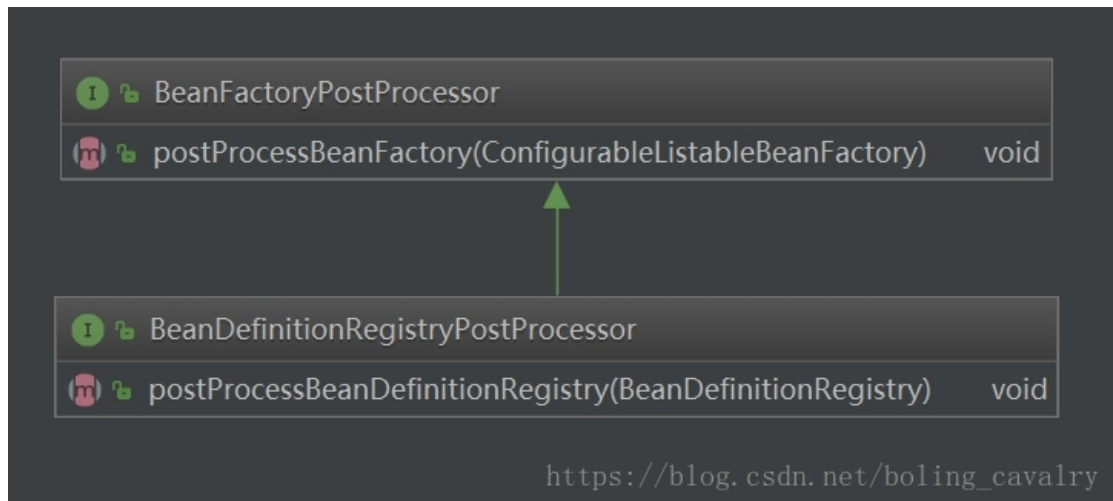 I BeanFactoryPostProcessor
m postProcessBeanFactory(ConfigurableListableBeanFactory) void
I BeanDefinitionRegistryPostProcessor
m postProcessBeanDefinitionRegistry(BeanDefinitionRegistry) void
https://blog.csdn.net/boling_cavalry